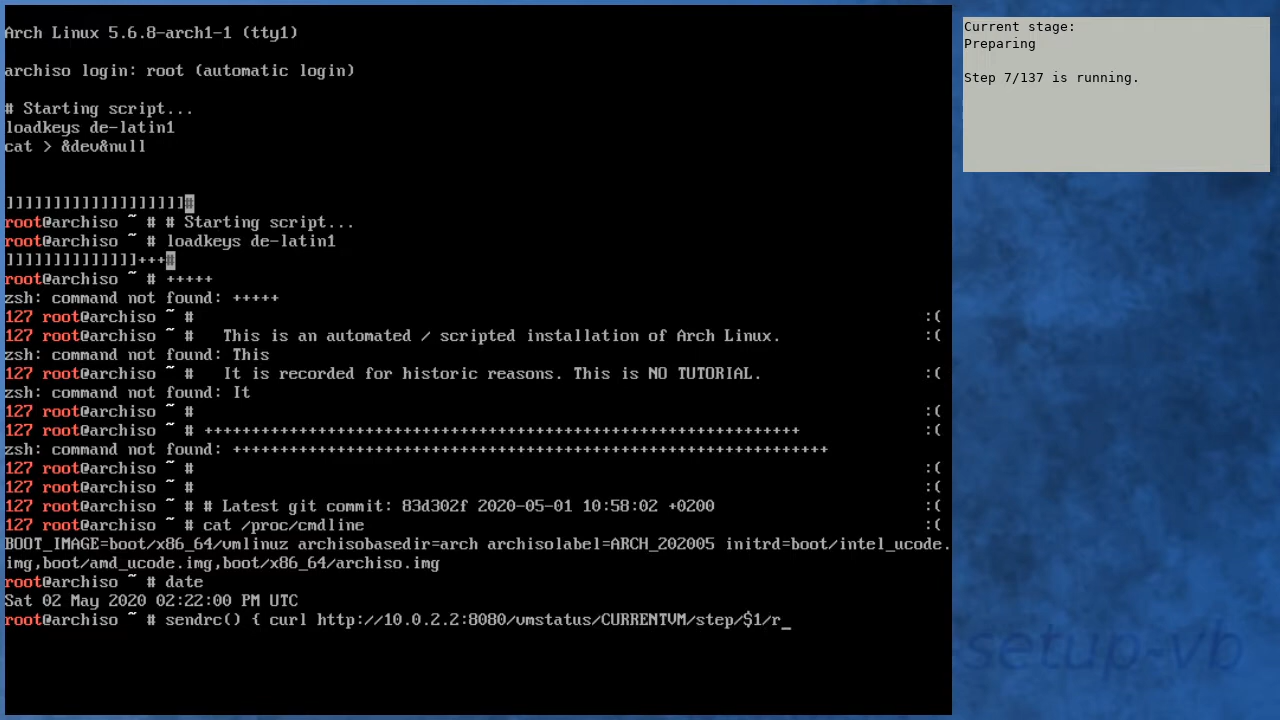 Arch Linux 5.6.8-arch1-1 (tty1)
archiso login: root (automatic login)
# Starting script...
loadkeys de-latin1
cat > &dev&null
]]]]]]]]]]]]]]]]]]]#
root@archiso ~ # # Starting script...
root@archiso ~ # loadkeys de-latin1
]]]]]]]]]]]]]]+++#
root@archiso ~ # +++++
zsh: command not found: +++++
127 root@archiso ~ # :(
127 root@archiso ~ #   This is an automated / scripted installation of Arch Linux. :(
zsh: command not found: This
127 root@archiso ~ #   It is recorded for historic reasons. This is NO TUTORIAL. :(
zsh: command not found: It
127 root@archiso ~ # :(
127 root@archiso ~ # +++++++++++++++++++++++++++++++++++++++++++++++++++++++++++++++ :(
zsh: command not found: +++++++++++++++++++++++++++++++++++++++++++++++++++++++++++++++
127 root@archiso ~ # :(
127 root@archiso ~ # :(
127 root@archiso ~ # # Latest git commit: 83d302f 2020-05-01 10:58:02 +0200 :(
127 root@archiso ~ # cat /proc/cmdline :(
BOOT_IMAGE=boot/x86_64/vmlinuz archisobasedir=arch archisolabel=ARCH_202005 initrd=boot/intel_ucode.
img,boot/amd_ucode.img,boot/x86_64/archiso.img
root@archiso ~ # date
Sat 02 May 2020 02:22:00 PM UTC
root@archiso ~ # sendrc() { curl http://10.0.2.2:8080/vmstatus/CURRENTVM/step/$1/r_
Current stage:
Preparing
Step 7/137 is running.
setup-vb